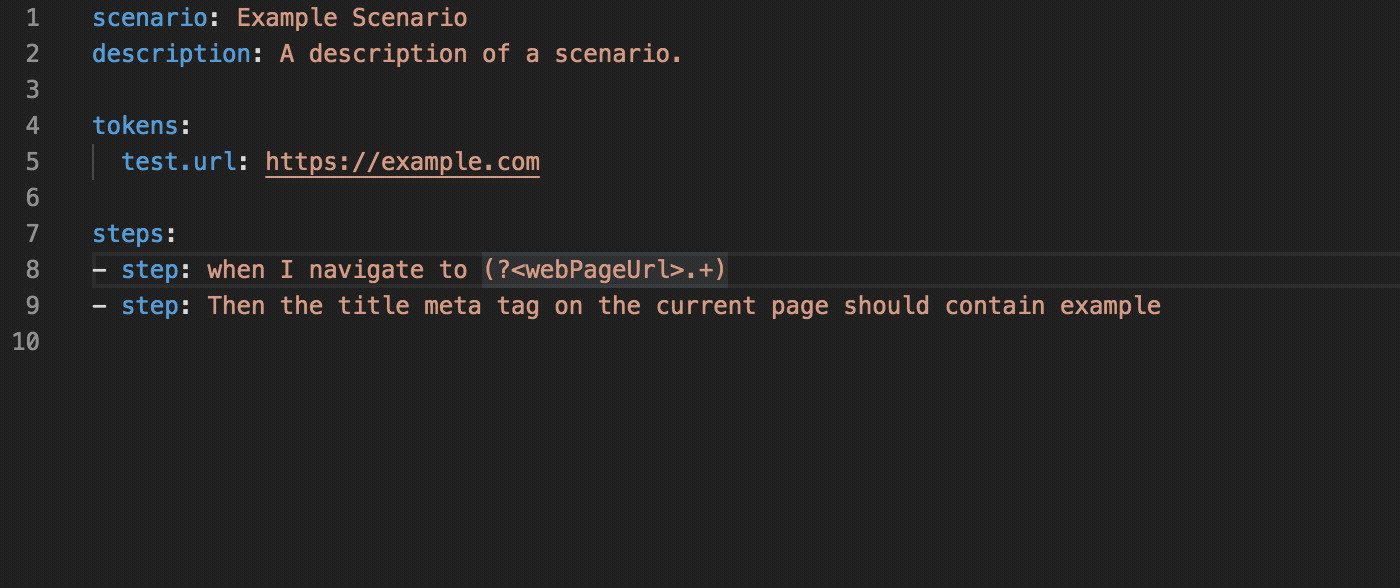 1 scenario: Example Scenario
2 description: A description of a scenario.
3
4 tokens:
5 test.url: https://example.com
6
7 steps:
8 - step: when I navigate to (?<webPageUrl>.+)
9 - step: Then the title meta tag on the current page should contain example
10